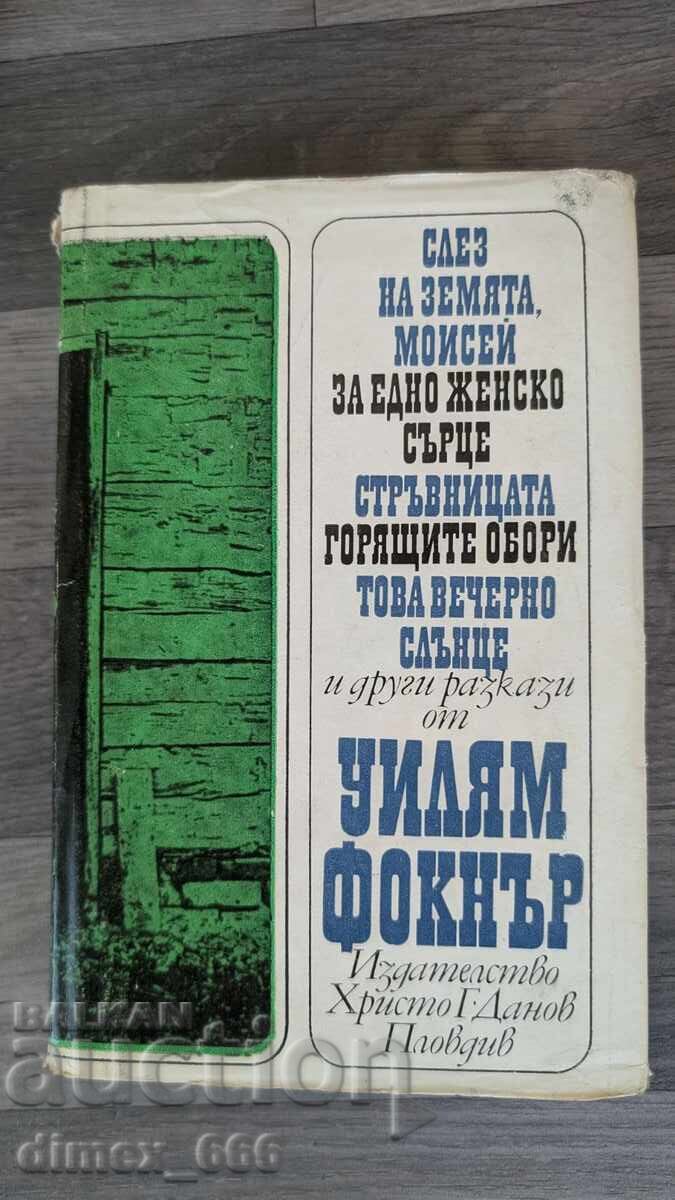 СЛЕЗ
НА ЗЕМЯТА,
МОИСЕЙ
ЗА ЕДНО ЖЕНСКО
СЪРЦЕ
СТРЪВНИЦАТА
ГОРЯЩИТЕ ОБОРИ
ТОВА ВЕЧЕРНО
СЛЪНЦЕ
и други разкази
от
УИЛЯМ
ФОКНЪР
Издателство
Христо Г. Данов
Пловдив
BALKAN
auction
dimex_666